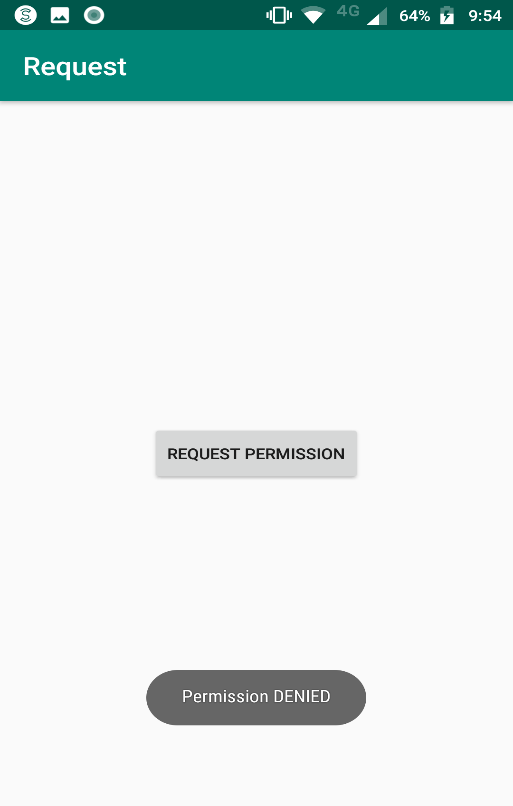 S
4G
64%
9:54
Request
REQUEST PERMISSION
Permission DENIED